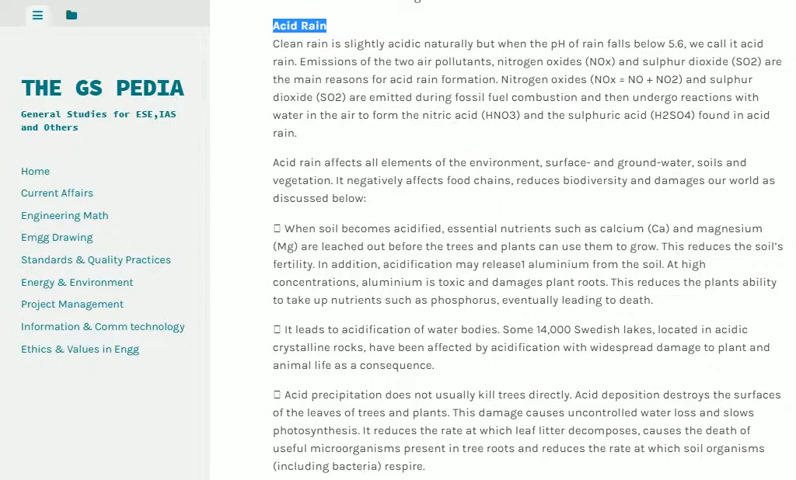 THE GS PEDIA
General Studies for ESE,IAS
and Others
Home
Current Affairs
Engineering Math
Emgg Drawing
Standards & Quality Practices
Energy & Environment
Project Management
Information & Comm technology
Ethics & Values in Engg
Acid Rain
Clean rain is slightly acidic naturally but when the pH of rain falls below 5.6, we call it acid
rain. Emissions of the two air pollutants, nitrogen oxides (NOx) and sulphur dioxide (SO2) are
the main reasons for acid rain formation. Nitrogen oxides (NOx = NO + NO2) and sulphur
dioxide (SO2) are emitted during fossil fuel combustion and then undergo reactions with
water in the air to form the nitric acid (HNO3) and the sulphuric acid (H2SO4) found in acid
rain.
Acid rain affects all elements of the environment, surface- and ground-water, soils and
vegetation. It negatively affects food chains, reduces biodiversity and damages our world as
discussed below:
When soil becomes acidified, essential nutrients such as calcium (Ca) and magnesium
(Mg) are leached out before the trees and plants can use them to grow. This reduces the soil's
fertility. In addition, acidification may release1 aluminium from the soil. At high
concentrations, aluminium is toxic and damages plant roots. This reduces the plants ability
to take up nutrients such as phosphorus, eventually leading to death.
It leads to acidification of water bodies. Some 14,000 Swedish lakes, located in acidic
crystalline rocks, have been affected by acidification with widespread damage to plant and
animal life as a consequence.
Acid precipitation does not usually kill trees directly. Acid deposition destroys the surfaces
of the leaves of trees and plants. This damage causes uncontrolled water loss and slows
photosynthesis. It reduces the rate at which leaf litter decomposes, causes the death of
useful microorganisms present in tree roots and reduces the rate at which soil organisms
(including bacteria) respire.